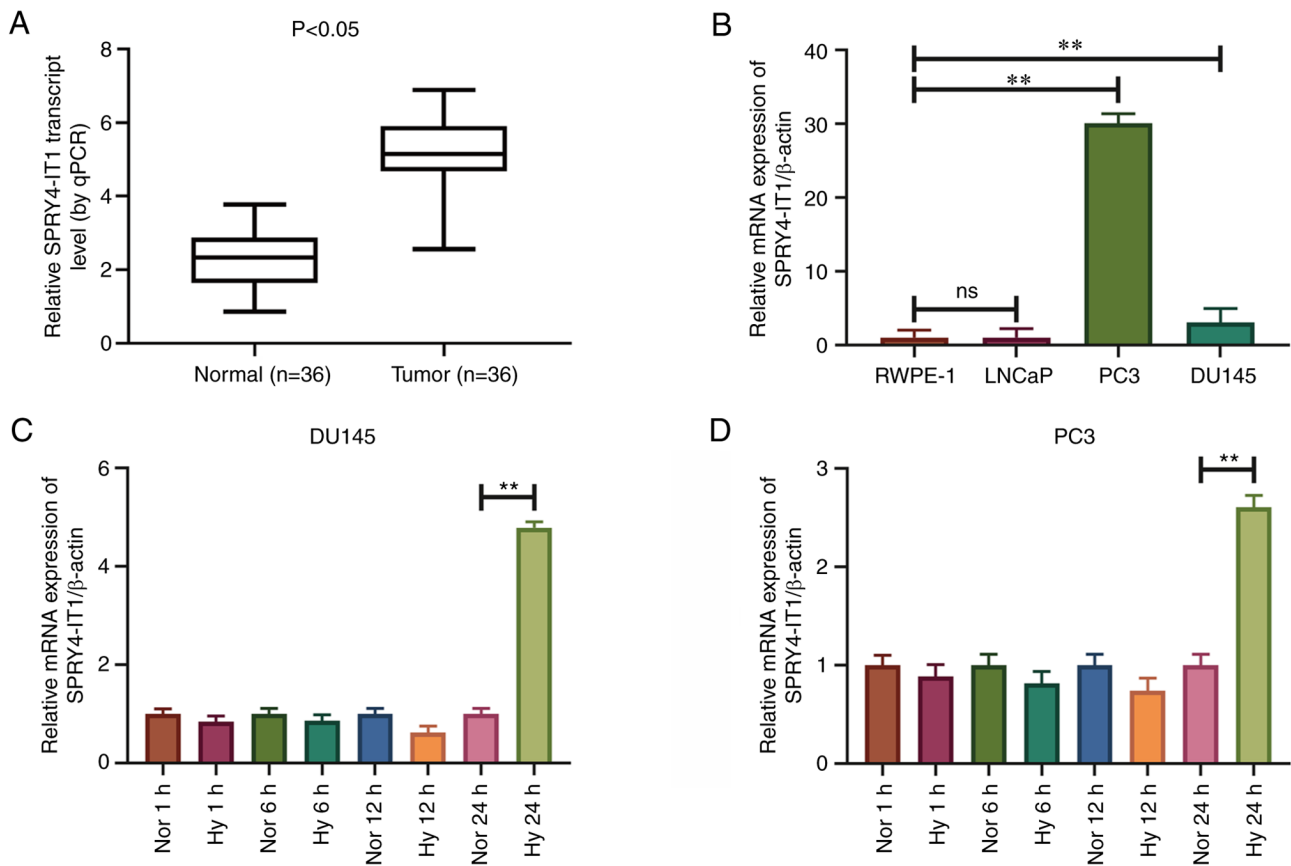 A
P<0.05
Relative SPRY4-IT1 transcript
level (by qPCR)
8
6
4
2
0
Normal (n=36)
Tumor (n=36)
B
Relative mRNA expression of
SPRY4-IT1/β-actin
40
30
20
10
0
**
**
ns
RWPE-1
LNCaP
PC3
DU145
C
DU145
Relative mRNA expression of
SPRY4-IT1/β-actin
6
4
2
0
**
Nor 1 h
Hy 1 h
Nor 6 h
Hy 6 h
Nor 12 h
Hy 12 h
Nor 24 h
Hy 24 h
D
PC3
Relative mRNA expression of
SPRY4-IT1/β-actin
3
2
1
0
**
Nor 1 h
Hy 1 h
Nor 6 h
Hy 6 h
Nor 12 h
Hy 12 h
Nor 24 h
Hy 24 h